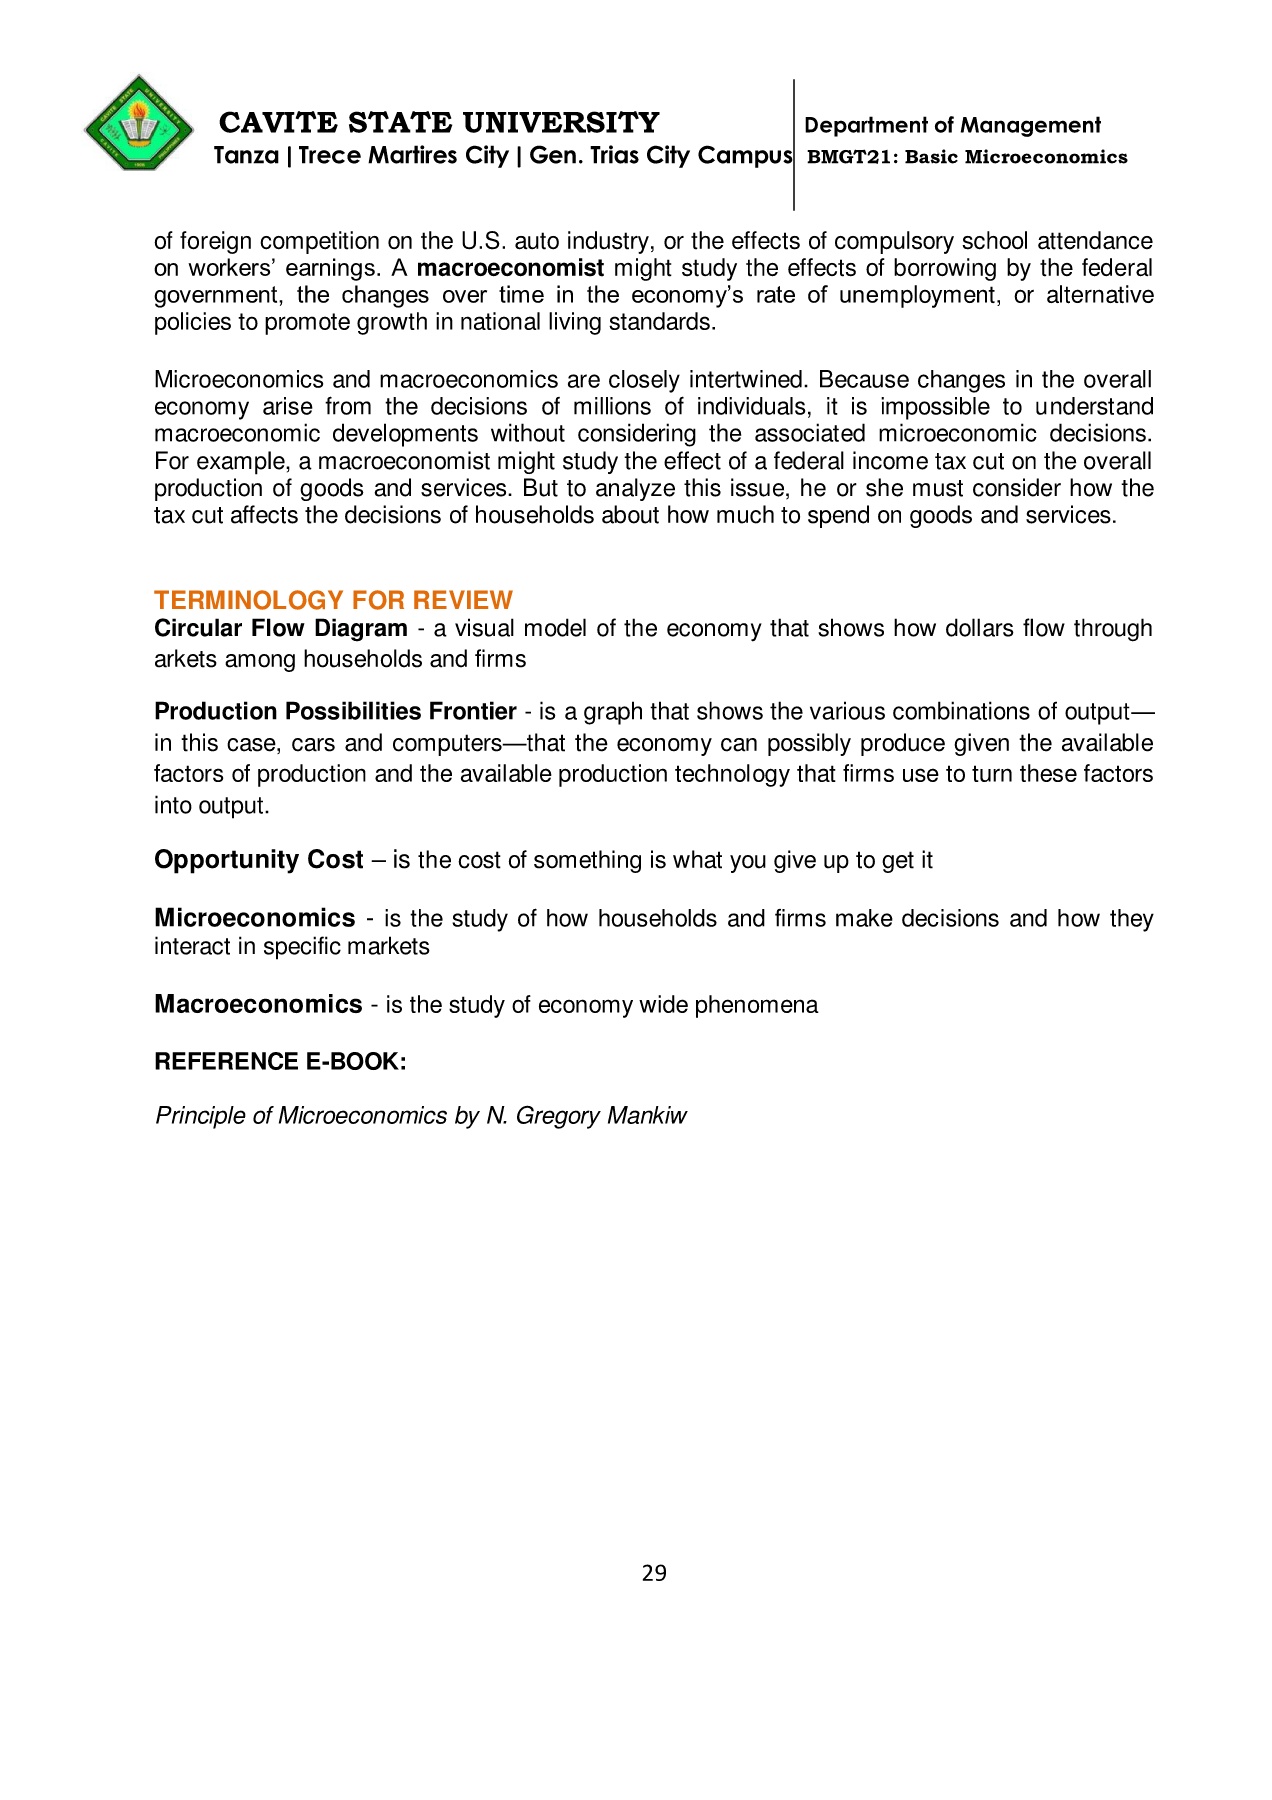 CAVITE STATE UNIVERSITY
Tanza | Trece Martires City | Gen. Trias City Campus
Department of Management
BMGT21: Basic Microeconomics
of foreign competition on the U.S. auto industry, or the effects of compulsory school attendance
on workers’ earnings. A macroeconomist might study the effects of borrowing by the federal
government, the changes over time in the economy’s rate of unemployment, or alternative
policies to promote growth in national living standards.
Microeconomics and macroeconomics are closely intertwined. Because changes in the overall
economy arise from the decisions of millions of individuals, it is impossible to understand
macroeconomic developments without considering the associated microeconomic decisions.
For example, a macroeconomist might study the effect of a federal income tax cut on the overall
production of goods and services. But to analyze this issue, he or she must consider how the
tax cut affects the decisions of households about how much to spend on goods and services.
TERMINOLOGY FOR REVIEW
Circular Flow Diagram - a visual model of the economy that shows how dollars flow through
arkets among households and firms
Production Possibilities Frontier - is a graph that shows the various combinations of output—
in this case, cars and computers—that the economy can possibly produce given the available
factors of production and the available production technology that firms use to turn these factors
into output.
Opportunity Cost – is the cost of something is what you give up to get it
Microeconomics - is the study of how households and firms make decisions and how they
interact in specific markets
Macroeconomics - is the study of economy wide phenomena
REFERENCE E-BOOK:
Principle of Microeconomics by N. Gregory Mankiw
29